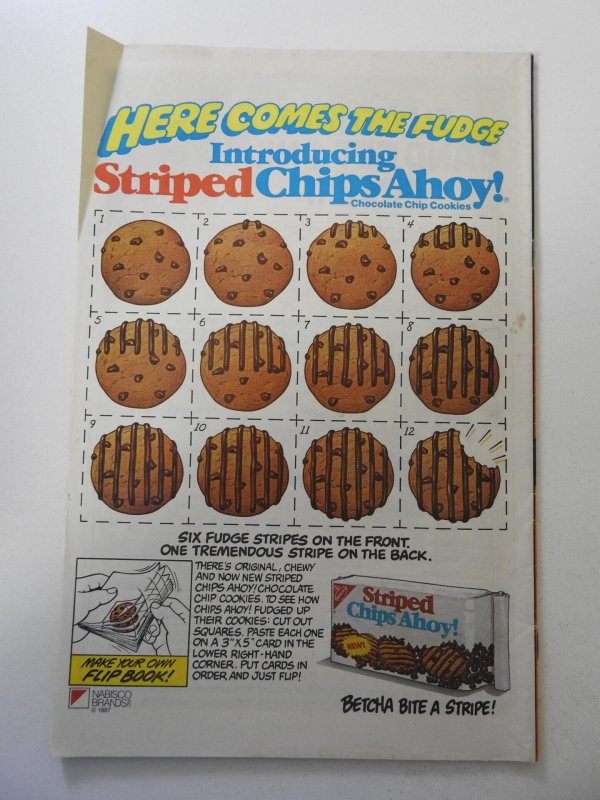 HERE COMES THE FUDGE
Introducing
Striped Chips Ahoy!®
Chocolate Chip Cookies
1 2 3 4
5 6 7 8
9 10 11 12
SIX FUDGE STRIPES ON THE FRONT.
ONE TREMENDOUS STRIPE ON THE BACK.
THERE'S ORIGINAL, CHEWY
AND NOW NEW STRIPED
CHIPS AHOY! CHOCOLATE
CHIP COOKIES. TO SEE HOW
CHIPS AHOY! FUDGED UP
THEIR COOKIES: CUT OUT
SQUARES. PASTE EACH ONE
ON A 3"X5" CARD IN THE
LOWER RIGHT-HAND
CORNER. PUT CARDS IN
ORDER AND JUST FLIP!
MAKE YOUR OWN
FLIP BOOK!
NABISCO
BRANDS
© 1987
Striped
Chips Ahoy!
NEW!
BETCHA BITE A STRIPE!